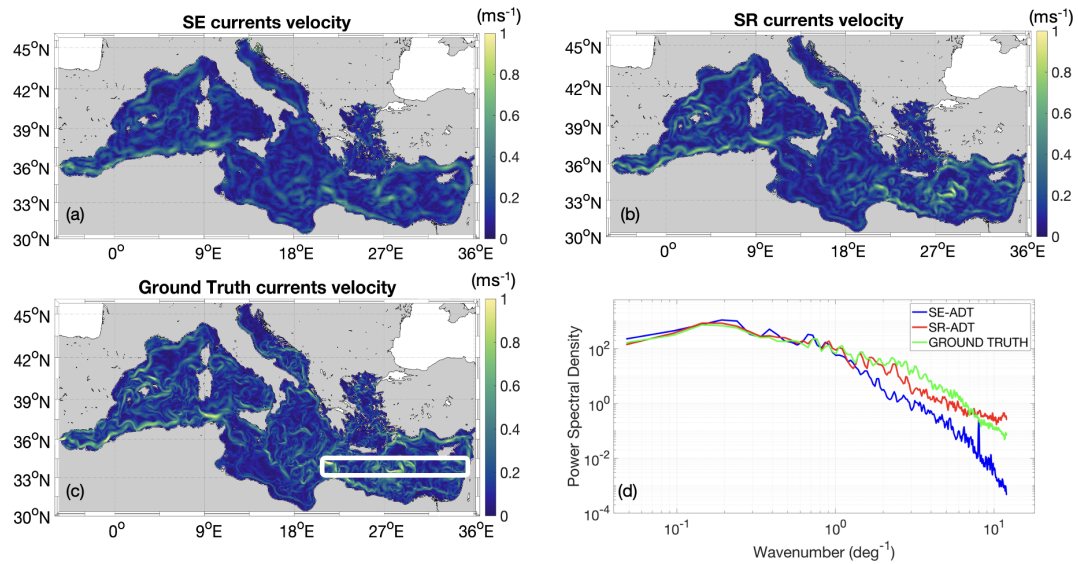 SE currents velocity
(ms⁻¹)
45°N
42°N
39°N
36°N
33°N
30°N
(a)
0°
9°E
18°E
27°E
36°E
1
0.8
0.6
0.4
0.2
0
SR currents velocity
(ms⁻¹)
45°N
42°N
39°N
36°N
33°N
30°N
(b)
0°
9°E
18°E
27°E
36°E
1
0.8
0.6
0.4
0.2
0
Ground Truth currents velocity
(ms⁻¹)
45°N
42°N
39°N
36°N
33°N
30°N
(c)
0°
9°E
18°E
27°E
36°E
1
0.8
0.6
0.4
0.2
0
Power Spectral Density
10²
10⁰
10⁻²
10⁻⁴
SE-ADT
SR-ADT
GROUND TRUTH
(d)
10⁻¹
10⁰
10¹
Wavenumber (deg⁻¹)